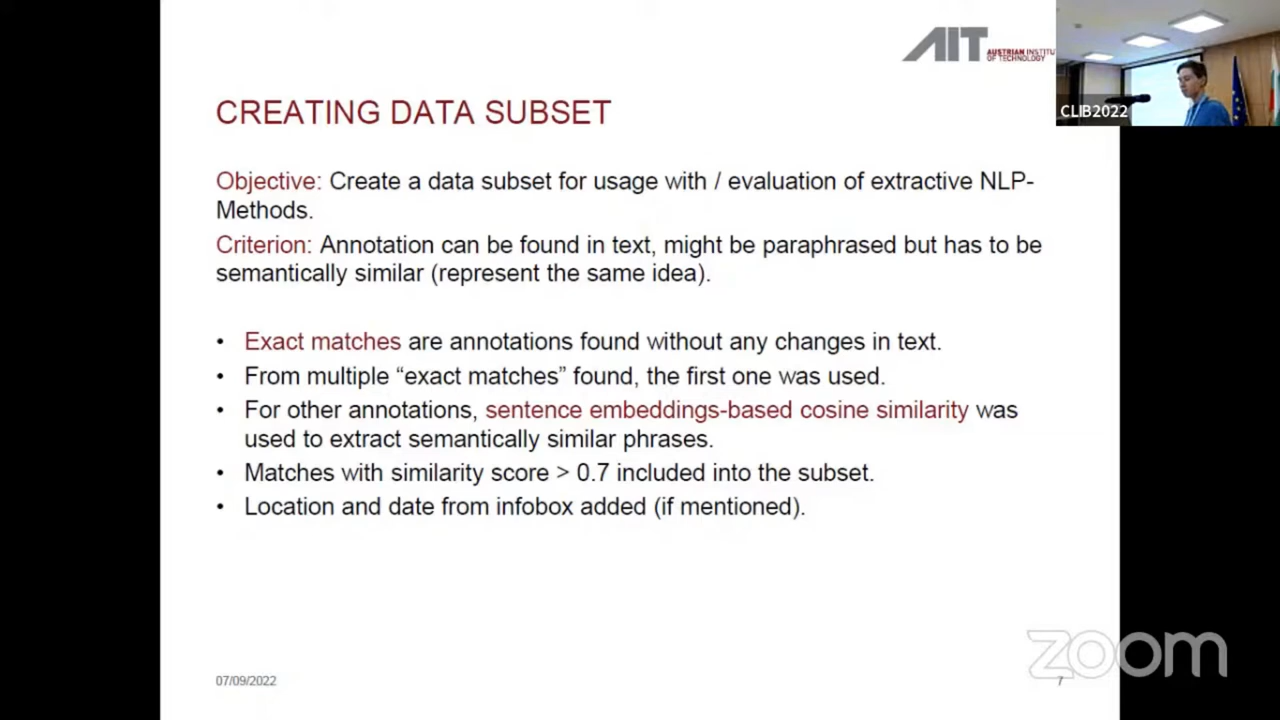 AIT AUSTRIAN INSTITU
OF TECHNOLOGY
CLIB2022
CREATING DATA SUBSET
Objective: Create a data subset for usage with / evaluation of extractive NLP-
Methods.
Criterion: Annotation can be found in text, might be paraphrased but has to be
semantically similar (represent the same idea).
• Exact matches are annotations found without any changes in text.
• From multiple “exact matches” found, the first one was used.
• For other annotations, sentence embeddings-based cosine similarity was
used to extract semantically similar phrases.
• Matches with similarity score > 0.7 included into the subset.
• Location and date from infobox added (if mentioned).
zoom
07/09/2022
7